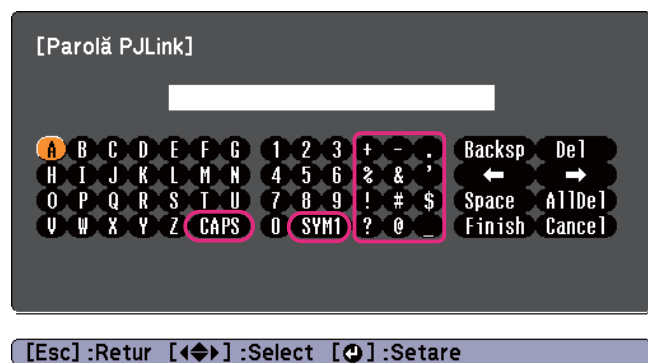 [Parolă PJLink]
A B C D E F G 1 2 3 + - . Backsp Del
H I J K L M N 4 5 6 % & ' ← →
O P Q R S T U 7 8 9 ! # $ Space AllDel
V W X Y Z CAPS 0 SYM1 ? @ _ Finish Cancel
[Esc] :Retur [◀◆▶] :Select [↵] :Setare